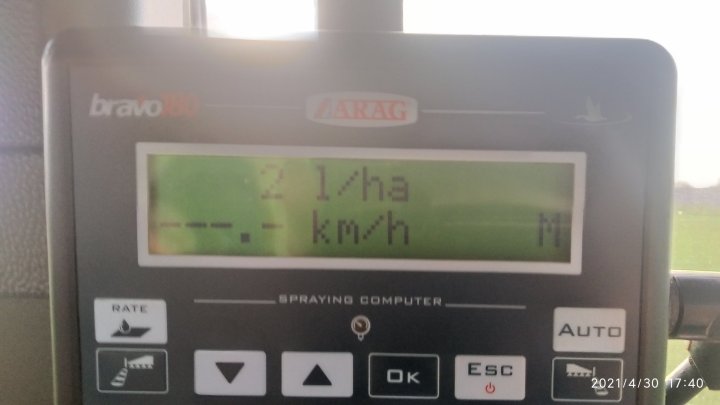 bravo180
ARAG
2 l/ha
---.- km/h M
SPRAYING COMPUTER
RATE
AUTO
OK
ESC
2021/4/30 17:40